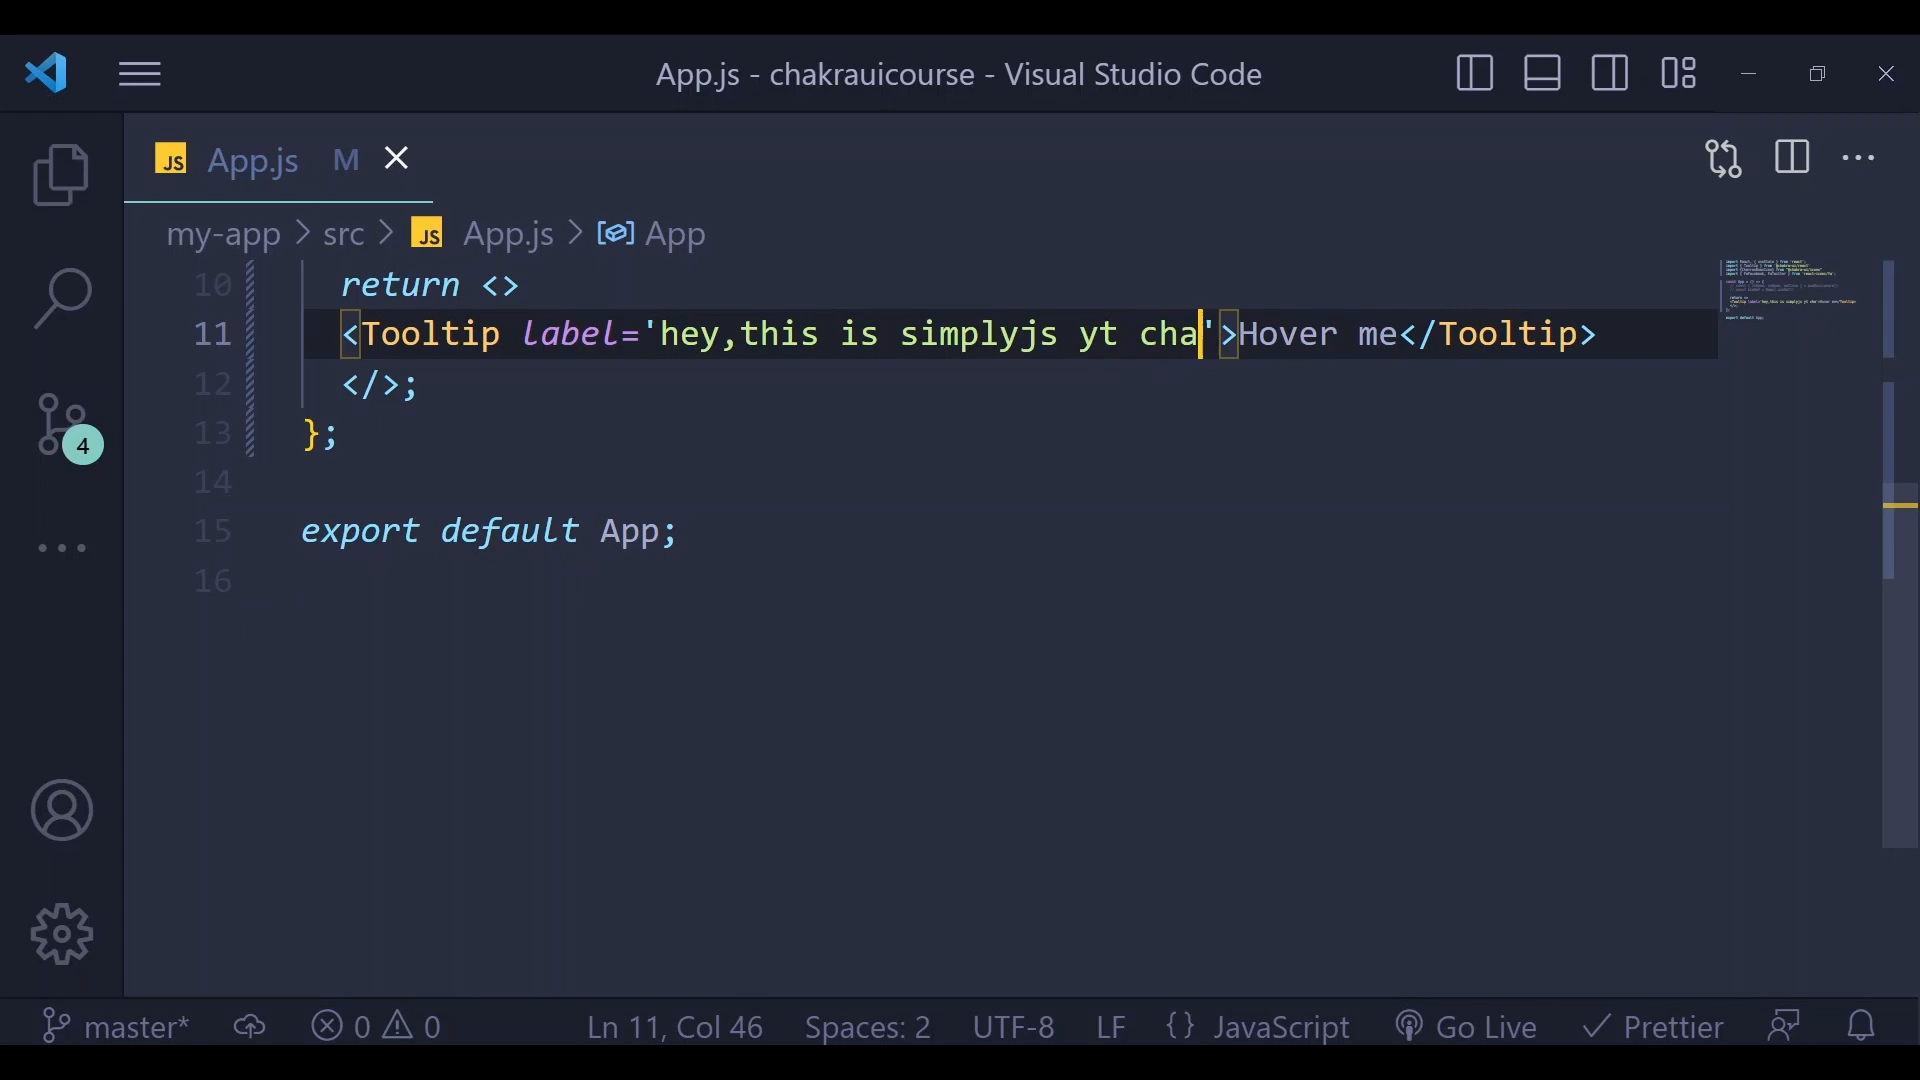 App.js - chakrauicourse - Visual Studio Code
JS App.js M
my-app > src > JS App.js > App
10 return <>
11 <Tooltip label='hey,this is simplyjs yt cha'>Hover me</Tooltip>
12 </>;
13 };
14
15 export default App;
16
4
master* 0 0 Ln 11, Col 46 Spaces: 2 UTF-8 LF {} JavaScript Go Live Prettier